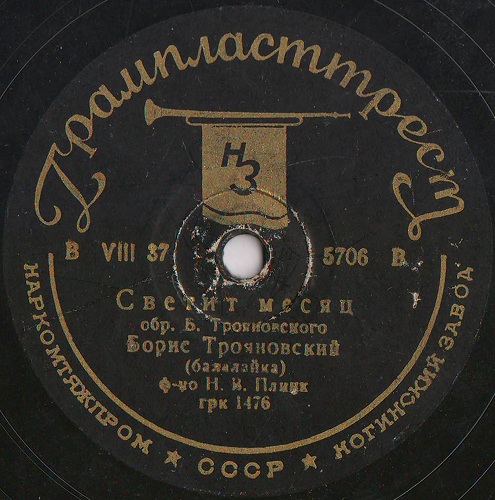 Грампласттрест
НЗ
В VIII 37 5706 В
Светит месяц
обр. Б. Трояновского
Борис Трояновский
(балалайка)
ф-но Н. И. Плинк
грк 1476
НАРКОМТЯЖПРОМ ★ СССР ★ НОГИНСКИЙ ЗАВОД